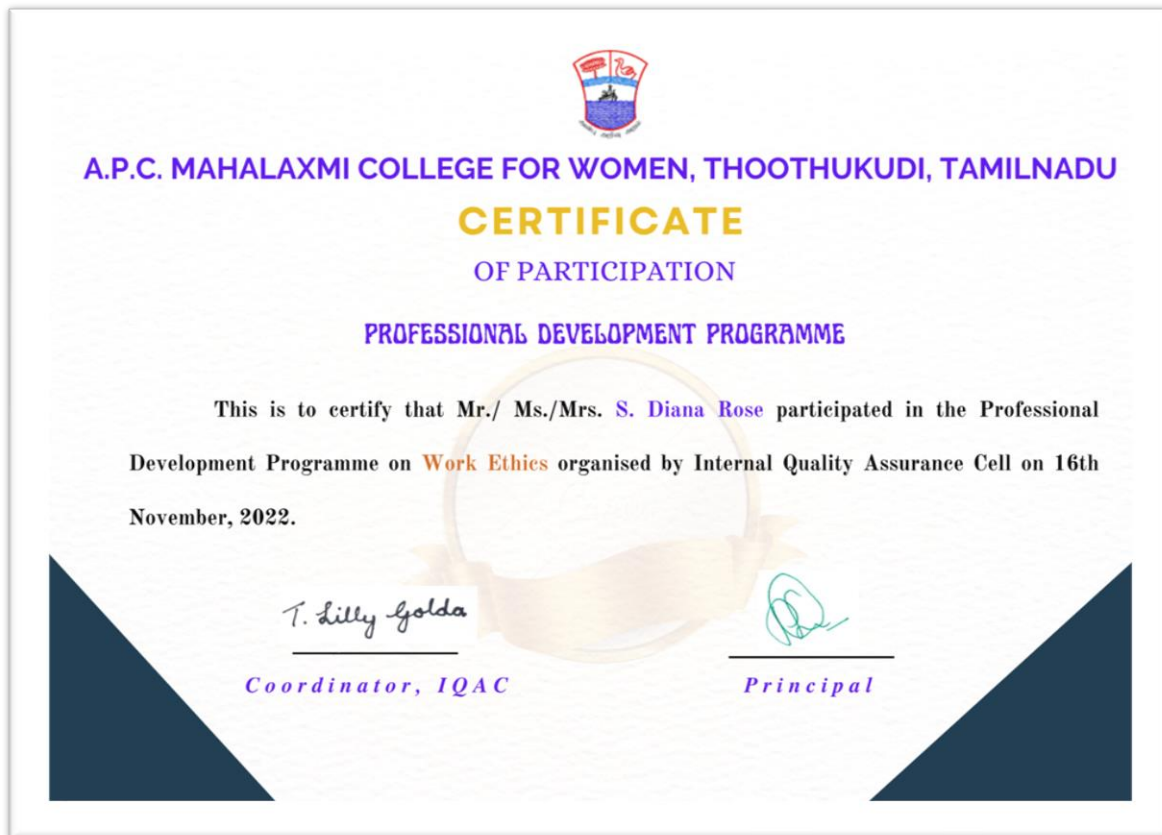 A.P.C. MAHALAXMI COLLEGE FOR WOMEN, THOOTHUKUDI, TAMILNADU
CERTIFICATE
OF PARTICIPATION
PROFESSIONAL DEVELOPMENT PROGRAMME
This is to certify that Mr./ Ms./Mrs. S. Diana Rose participated in the Professional
Development Programme on Work Ethics organised by Internal Quality Assurance Cell on 16th
November, 2022.
T. Lilly Golda
Coordinator, IQAC
Principal